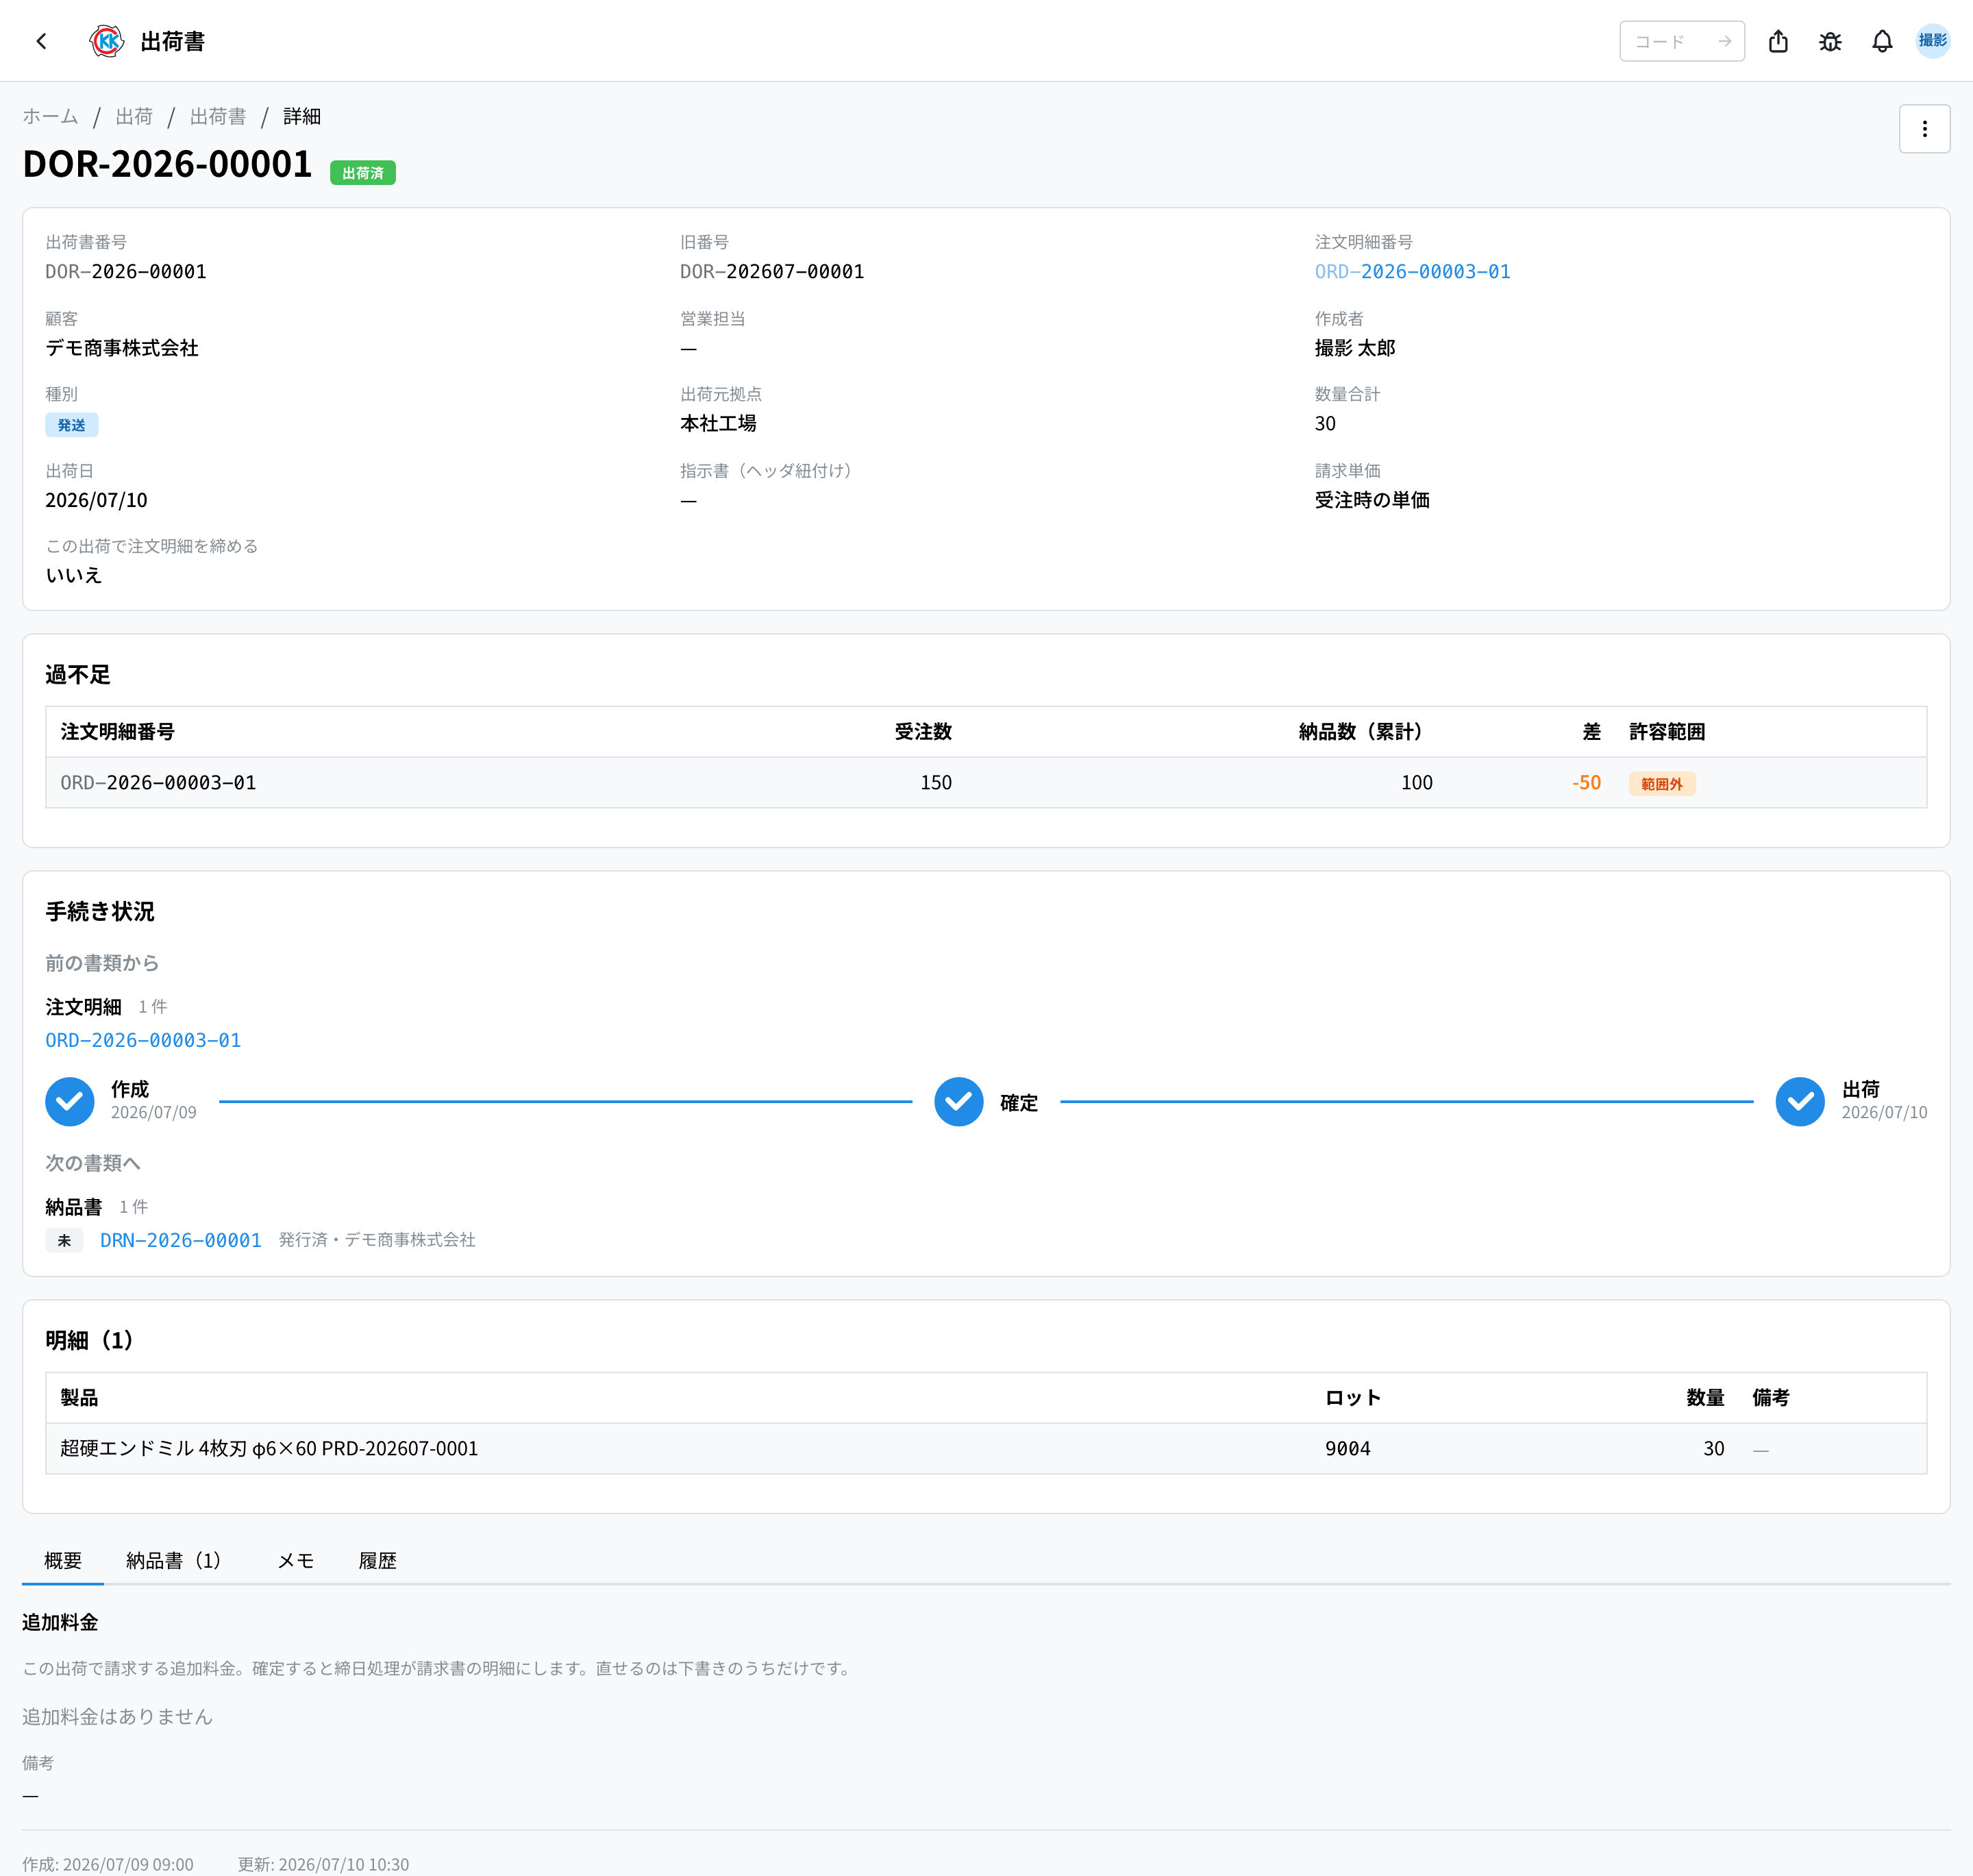 KK 出荷書 コード 撮影
ホーム / 出荷 / 出荷書 / 詳細
DOR-2026-00001 出荷済
出荷書番号 旧番号 注文明細番号
DOR-2026-00001 DOR-202607-00001 ORD-2026-00003-01
顧客 営業担当 作成者
デモ商事株式会社 — 撮影 太郎
種別 出荷元拠点 数量合計
発送 本社工場 30
出荷日 指示書（ヘッダ紐付け） 請求単価
2026/07/10 — 受注時の単価
この出荷で注文明細を締める
いいえ
過不足
注文明細番号 受注数 納品数（累計） 差 許容範囲
ORD-2026-00003-01 150 100 -50 範囲外
手続き状況
前の書類から
注文明細 1 件
ORD-2026-00003-01
作成 2026/07/09 確定 出荷 2026/07/10
次の書類へ
納品書 1 件
未 DRN-2026-00001 発行済・デモ商事株式会社
明細（1）
製品 ロット 数量 備考
超硬エンドミル 4枚刃 φ6×60 PRD-202607-0001 9004 30 —
概要 納品書（1） メモ 履歴
追加料金
この出荷で請求する追加料金。確定すると締日処理が請求書の明細にします。直せるのは下書きのうちだけです。
追加料金はありません
備考
—
作成: 2026/07/09 09:00 更新: 2026/07/10 10:30